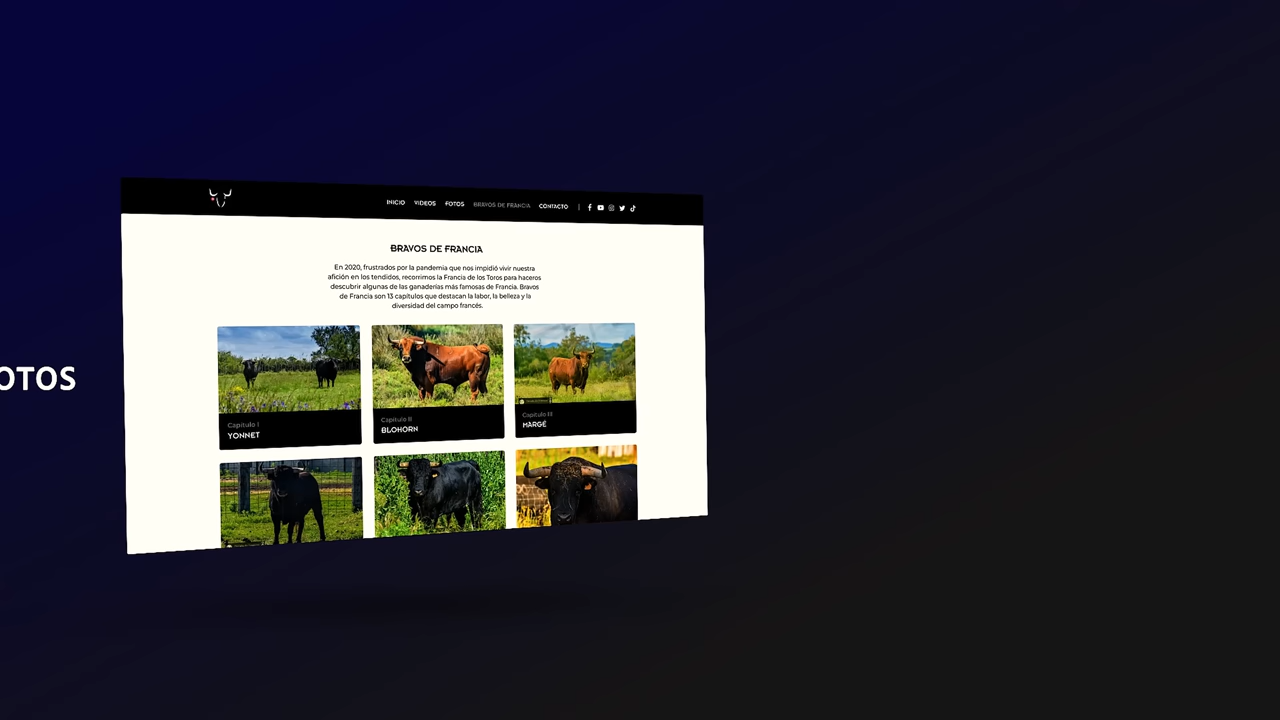 OTOS
INICIO VIDEOS FOTOS BRAVOS DE FRANCIA CONTACTO
BRAVOS DE FRANCIA
En 2020, frustrados por la pandemia que nos impidió vivir nuestra
afición en los tendidos, recorrimos la Francia de los Toros para haceros
descubrir algunas de las ganaderías más famosas de Francia. Bravos
de Francia son 13 capítulos que destacan la labor, la belleza y la
diversidad del campo francés.
Capítulo I
YONNET
Capítulo II
BLOHORN
Capítulo III
MARGÉ